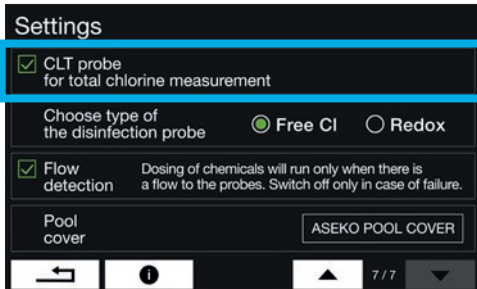 Settings
CLT probe
for total chlorine measurement
Choose type of
the disinfection probe
Free Cl
Redox
Flow
detection
Dosing of chemicals will run only when there is
a flow to the probes. Switch off only in case of failure.
Pool
cover
ASEKO POOL COVER
7/7